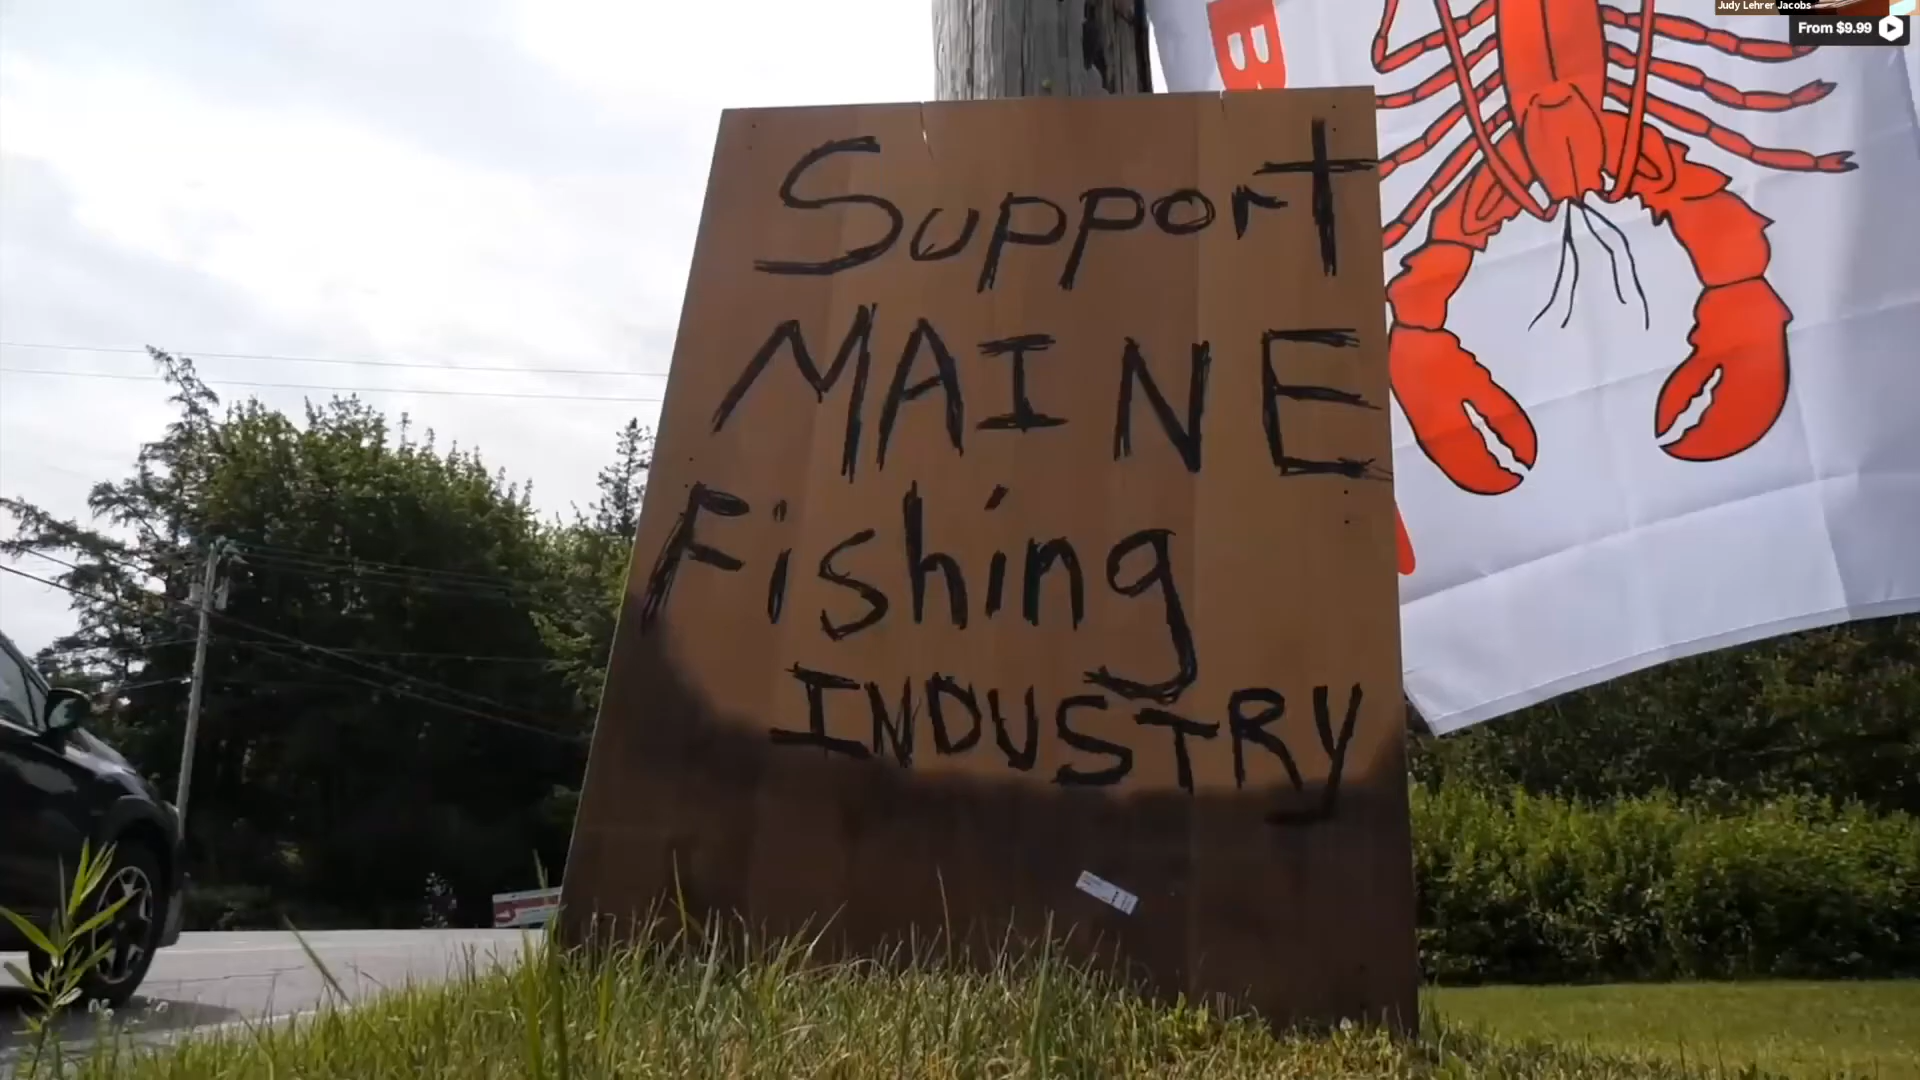 Judy Lehrer Jacobs
From $9.99
B
Support
MAINE
Fishing
INDUSTRY